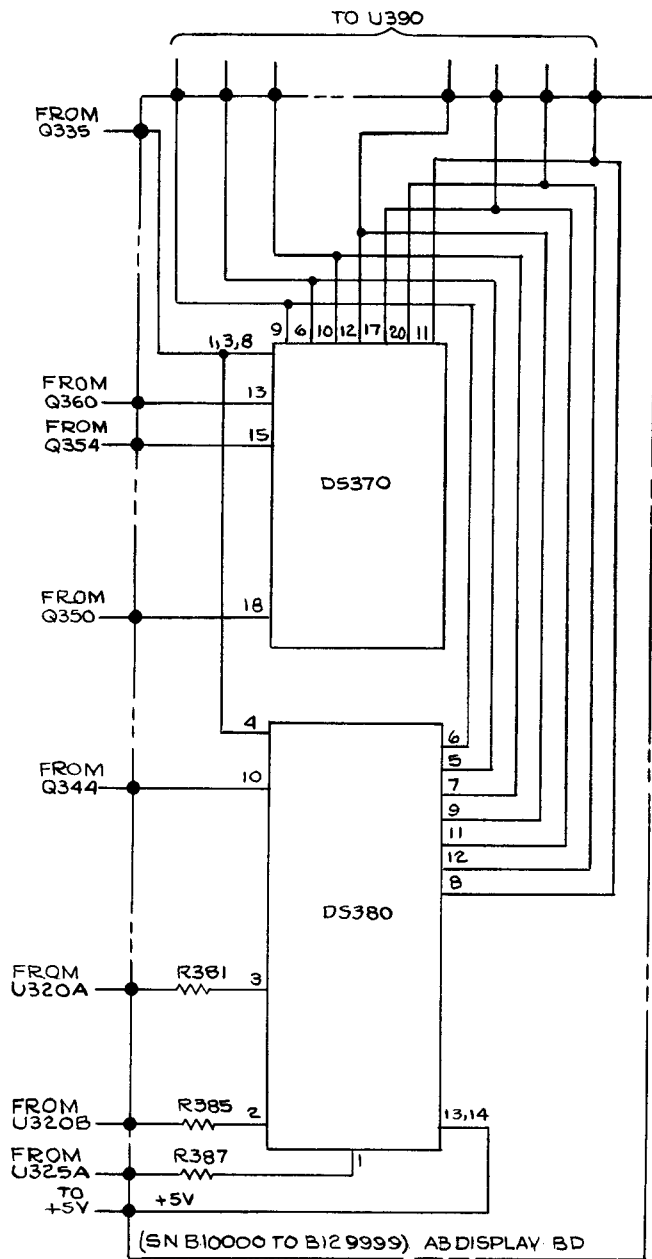 TO U390
FROM
Q335
9 6 10 12 17 20 11
1,3,8
FROM
Q360
13
FROM
Q354
15
DS370
FROM
Q350
18
4
6
5
FROM
Q344
10
7
9
11
12
8
DS380
FROM
U320A
R381
3
FROM
U320B
R385
2
13,14
FROM
U325A
R387
1
TO
+5V
+5V
(SN B10000 TO B129999) A8 DISPLAY BD